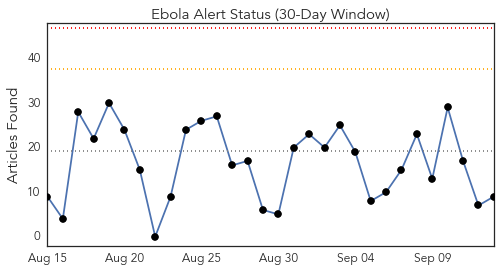 Ebola Alert Status (30-Day Window)
Articles Found
40
30
20
10
0
Aug 15 Aug 20 Aug 25 Aug 30 Sep 04 Sep 09